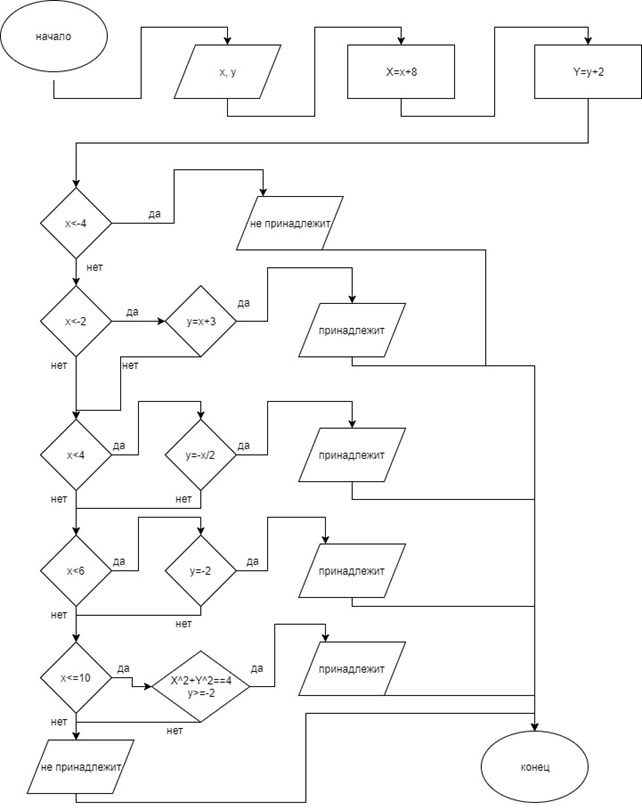 начало
x, y
X=x+8
Y=y+2
x<-4
да
не принадлежит
нет
x<-2
да
y=x+3
да
принадлежит
нет
нет
x<4
да
y=-x/2
да
принадлежит
нет
нет
x<6
да
y=-2
да
принадлежит
нет
нет
x<=10
да
X^2+Y^2==4
y>=-2
да
принадлежит
нет
нет
не принадлежит
конец